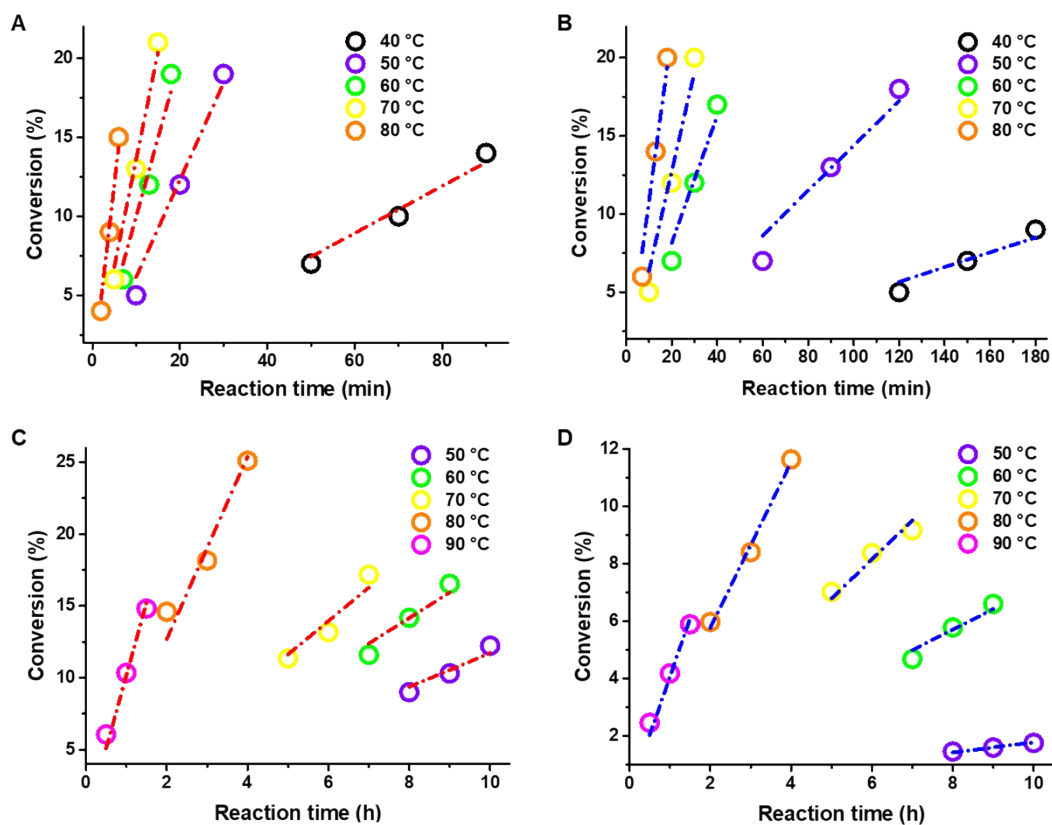 A
40 °C
50 °C
60 °C
70 °C
80 °C
20
15
10
5
0 20 40 60 80
Conversion (%)
Reaction time (min)
B
40 °C
50 °C
60 °C
70 °C
80 °C
20
15
10
5
0 20 40 60 80 100 120 140 160 180
Conversion (%)
Reaction time (min)
C
50 °C
60 °C
70 °C
80 °C
90 °C
25
20
15
10
5
0 2 4 6 8 10
Conversion (%)
Reaction time (h)
D
50 °C
60 °C
70 °C
80 °C
90 °C
12
10
8
6
4
2
0 2 4 6 8 10
Conversion (%)
Reaction time (h)